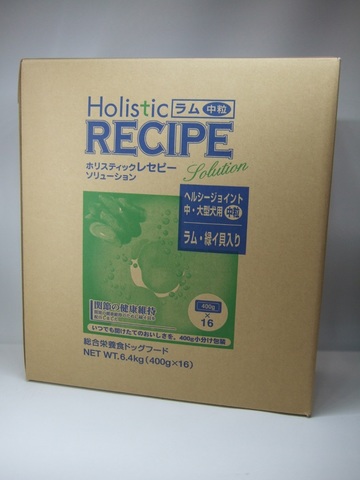 Holistic ラム 中粒
RECIPE
ホリスティックレセピー
ソリューション
Solution
ヘルシージョイント
中・大型犬用 中粒
ラム・緑イ貝入り
関節の健康維持
400g
×
16
いつでも開けたてのおいしさを。400g小分け包装
総合栄養食ドッグフード
NET WT.6.4kg(400g×16)